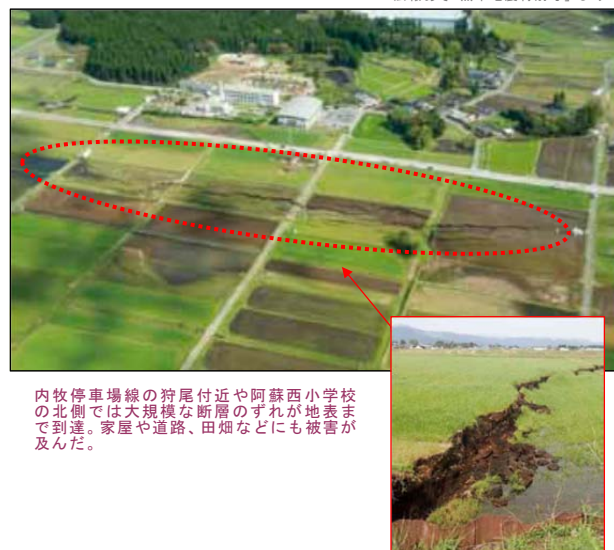 内牧停車場線の狩尾付近や阿蘇西小学校
の北側では大規模な断層のずれが地表ま
で到達。家屋や道路、田畑などにも被害が
及んだ。